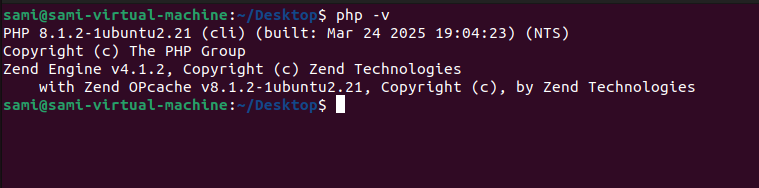 sami@sami-virtual-machine:~/Desktop$ php -v
PHP 8.1.2-1ubuntu2.21 (cli) (built: Mar 24 2025 19:04:23) (NTS)
Copyright (c) The PHP Group
Zend Engine v4.1.2, Copyright (c) Zend Technologies
    with Zend OPcache v8.1.2-1ubuntu2.21, Copyright (c), by Zend Technologies
sami@sami-virtual-machine:~/Desktop$